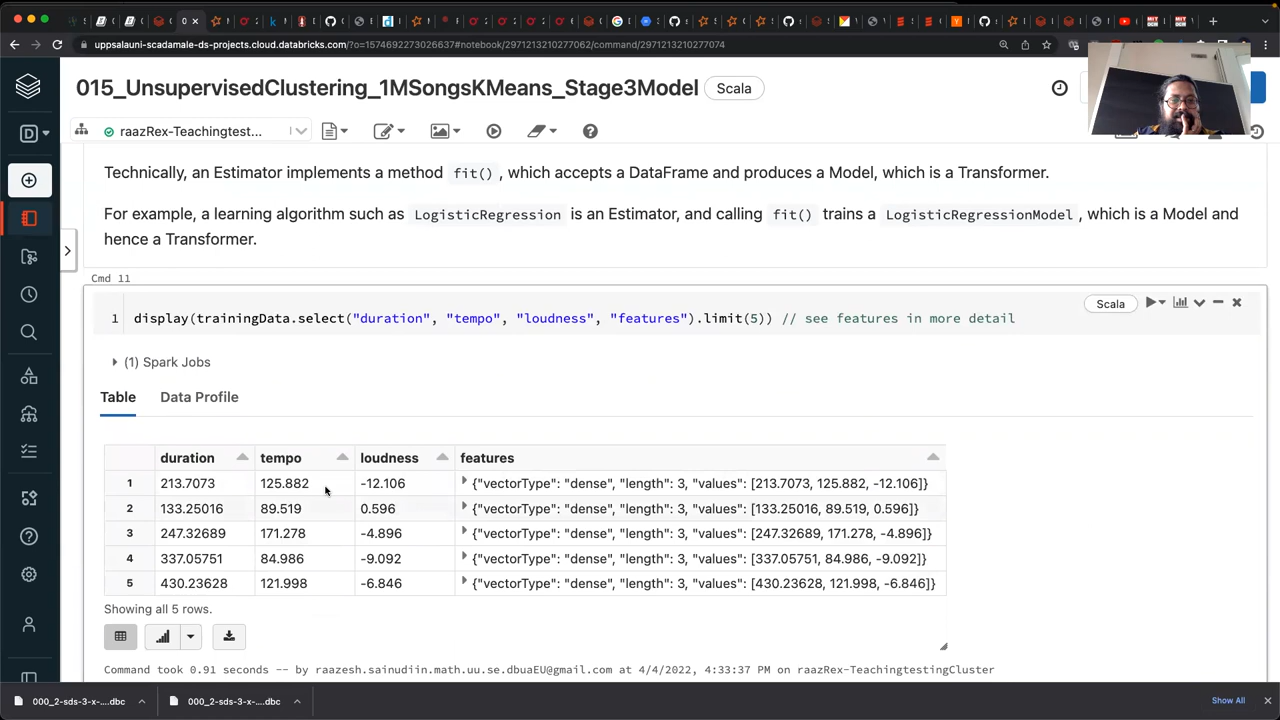 uppsalauni-scadamale-ds-projects.cloud.databricks.com/?o=1574692273026637#notebook/2971213210277062/command/2971213210277074
015_UnsupervisedClustering_1MSongsKMeans_Stage3Model Scala
raazRex-Teachingtest...
Technically, an Estimator implements a method fit() , which accepts a DataFrame and produces a Model, which is a Transformer.
For example, a learning algorithm such as LogisticRegression is an Estimator, and calling fit() trains a LogisticRegressionModel , which is a Model and
hence a Transformer.
Cmd 11
Scala
1 display(trainingData.select("duration", "tempo", "loudness", "features").limit(5)) // see features in more detail
(1) Spark Jobs
Table Data Profile
duration tempo loudness features
1 213.7073 125.882 -12.106 {"vectorType": "dense", "length": 3, "values": [213.7073, 125.882, -12.106]}
2 133.25016 89.519 0.596 {"vectorType": "dense", "length": 3, "values": [133.25016, 89.519, 0.596]}
3 247.32689 171.278 -4.896 {"vectorType": "dense", "length": 3, "values": [247.32689, 171.278, -4.896]}
4 337.05751 84.986 -9.092 {"vectorType": "dense", "length": 3, "values": [337.05751, 84.986, -9.092]}
5 430.23628 121.998 -6.846 {"vectorType": "dense", "length": 3, "values": [430.23628, 121.998, -6.846]}
Showing all 5 rows.
Command took 0.91 seconds -- by raazesh.sainudiin.math.uu.se.dbuaEU@gmail.com at 4/4/2022, 4:33:37 PM on raazRex-TeachingtestingCluster
000_2-sds-3-x-....dbc 000_2-sds-3-x-....dbc Show All